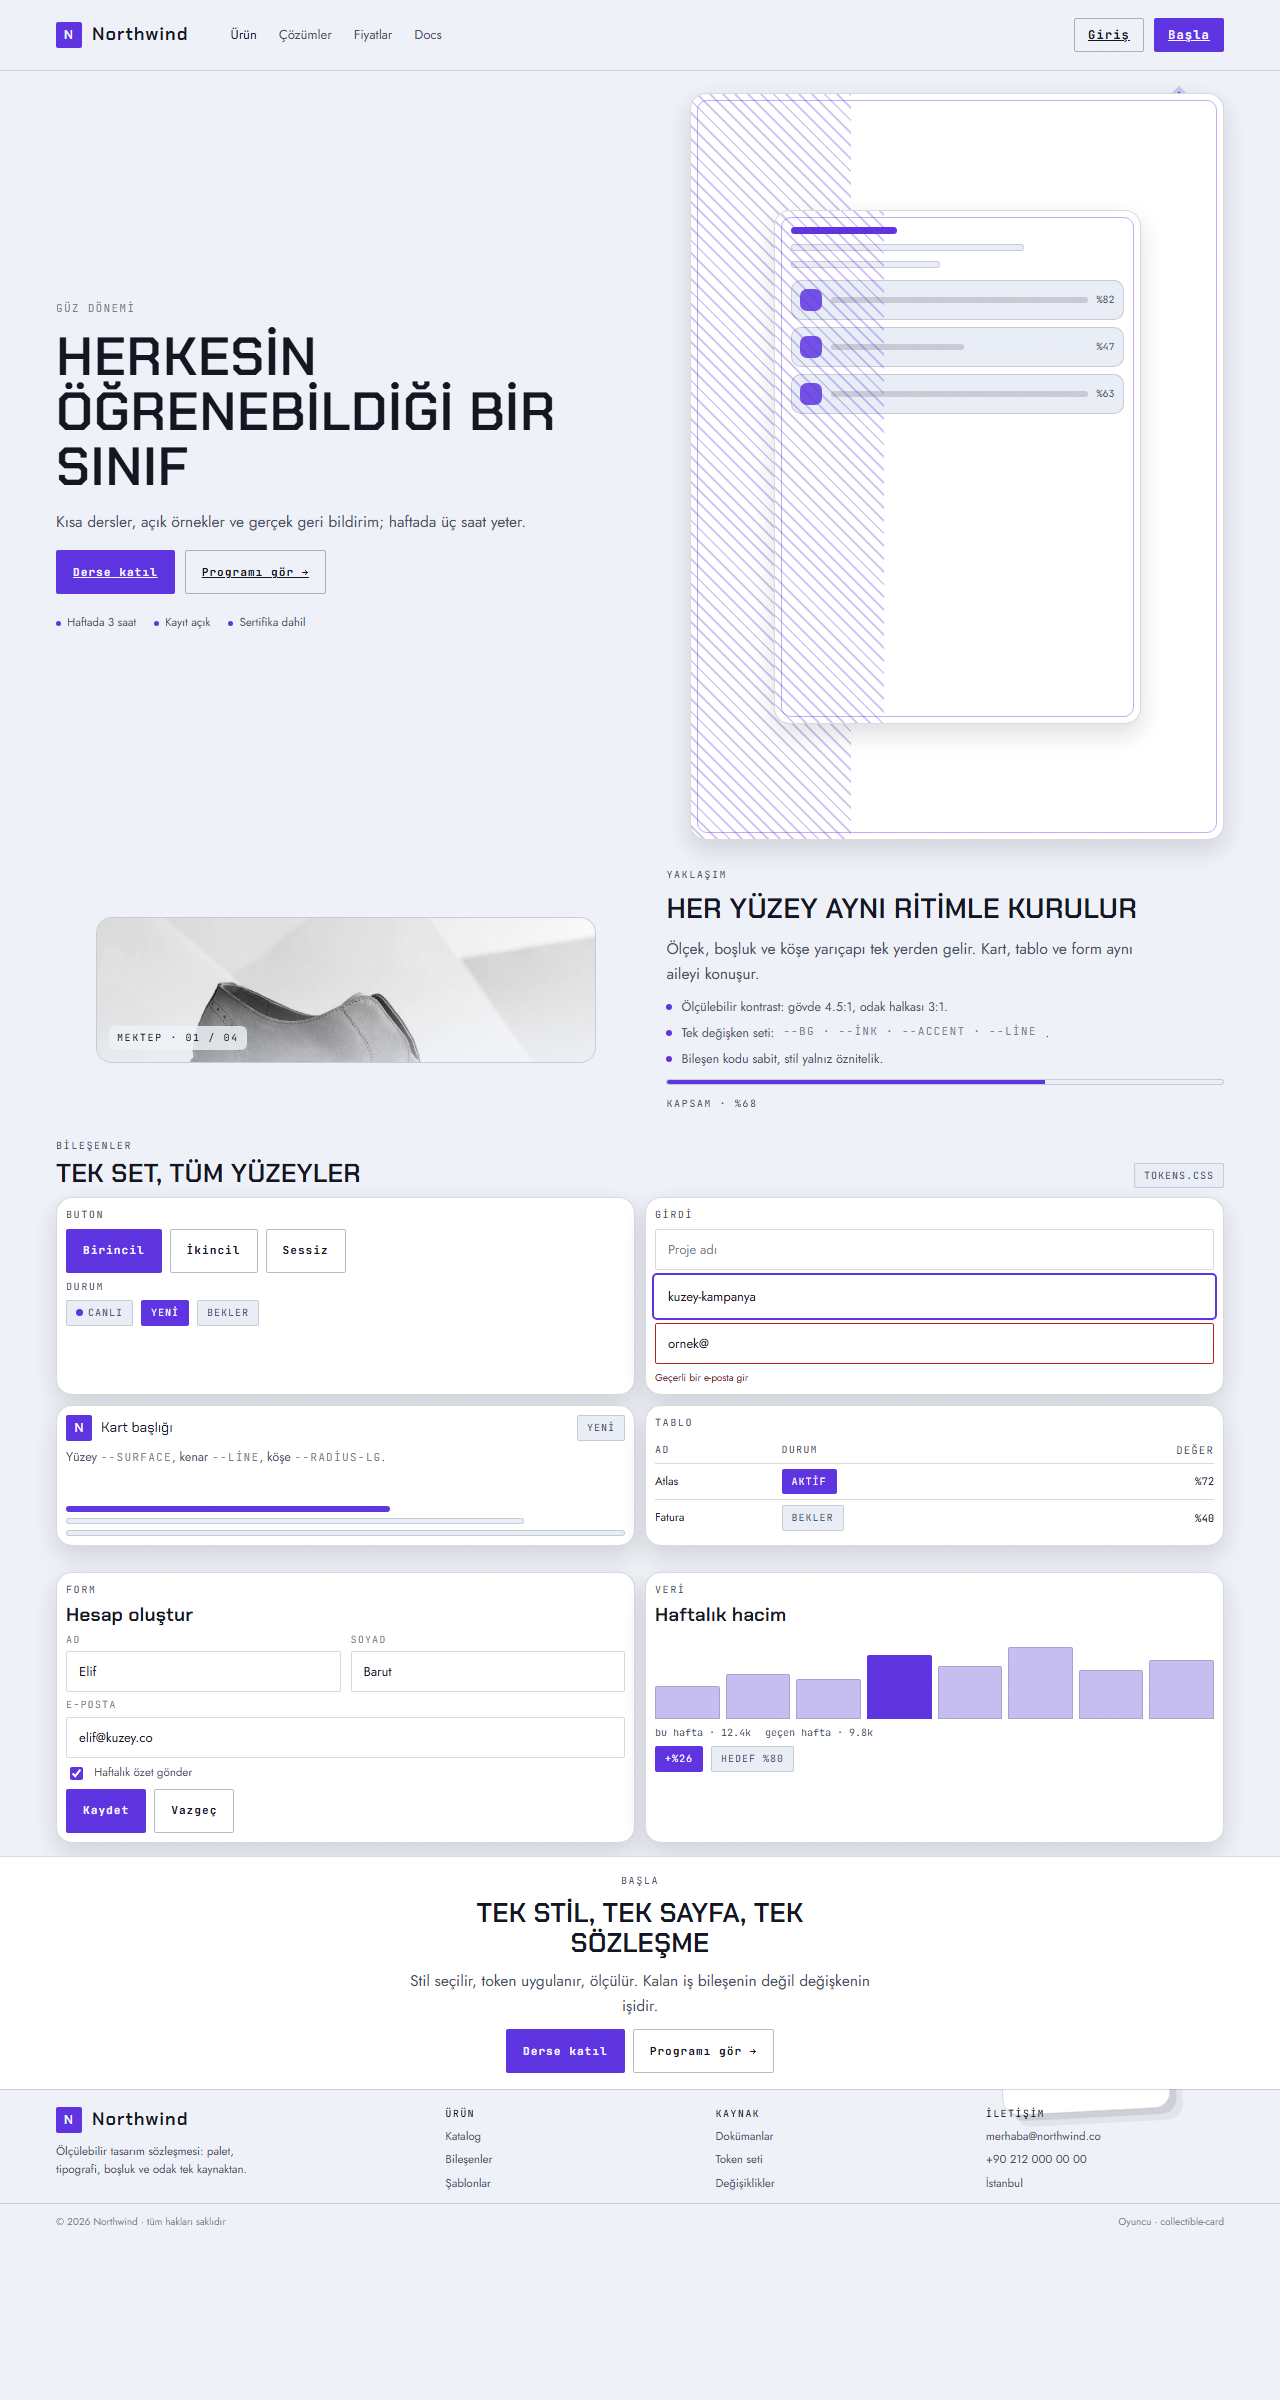 N Northwind Ürün Çözümler Fiyatlar Docs Giriş Başla
GÜZ DÖNEMİ
HERKESİN
ÖĞRENEBİLDİĞİ BİR
SINIF
Kısa dersler, açık örnekler ve gerçek geri bildirim; haftada üç saat yeter.
Derse katıl Programı gör →
Haftada 3 saat Kayıt açık Sertifika dahil
%82
%47
%63
MEKTEP · 01 / 04
YAKLAŞIM
HER YÜZEY AYNI RİTİMLE KURULUR
Ölçek, boşluk ve köşe yarıçapı tek yerden gelir. Kart, tablo ve form aynı
aileyi konuşur.
Ölçülebilir kontrast: gövde 4.5:1, odak halkası 3:1.
Tek değişken seti: --BG · --İNK · --ACCENT · --LİNE .
Bileşen kodu sabit, stil yalnız öznitelik.
KAPSAM · %68
BİLEŞENLER
TEK SET, TÜM YÜZEYLER
TOKENS.CSS
BUTON
Birincil İkincil Sessiz
DURUM
CANLI YENİ BEKLER
GİRDİ
Proje adı
kuzey-kampanya
ornek@
Geçerli bir e-posta gir
N Kart başlığı YENİ
Yüzey --SURFACE, kenar --LİNE, köşe --RADİUS-LG.
TABLO
AD DURUM DEĞER
Atlas AKTİF %72
Fatura BEKLER %40
FORM
Hesap oluştur
AD SOYAD
Elif Barut
E-POSTA
elif@kuzey.co
Haftalık özet gönder
Kaydet Vazgeç
VERİ
Haftalık hacim
bu hafta · 12.4k geçen hafta · 9.8k
+%26 HEDEF %80
BAŞLA
TEK STİL, TEK SAYFA, TEK
SÖZLEŞME
Stil seçilir, token uygulanır, ölçülür. Kalan iş bileşenin değil değişkenin
işidir.
Derse katıl Programı gör →
N Northwind
Ölçülebilir tasarım sözleşmesi: palet,
tipografi, boşluk ve odak tek kaynaktan.
ÜRÜN
Katalog
Bileşenler
Şablonlar
KAYNAK
Dokümanlar
Token seti
Değişiklikler
İLETİŞİM
merhaba@northwind.co
+90 212 000 00 00
İstanbul
© 2026 Northwind · tüm hakları saklıdır
Oyuncu · collectible-card